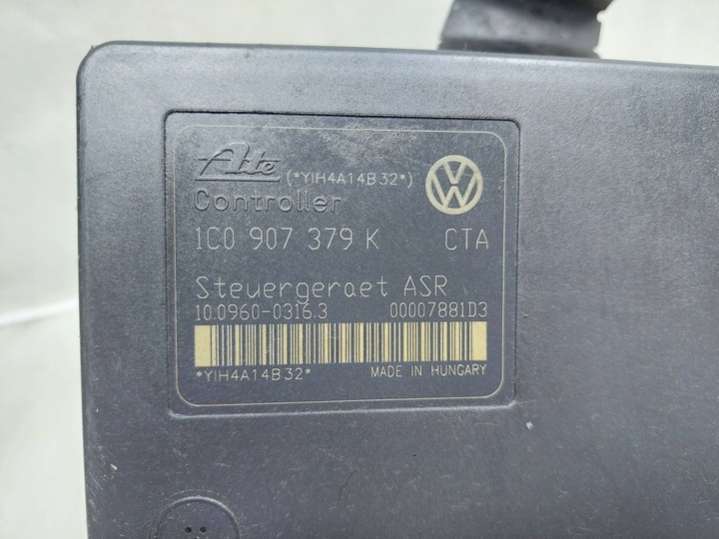 Ate (*YIH4A14B32*)
Controller
1C0 907 379 K CTA
Steuergeraet ASR
10.0960-0316.3 00007881D3
*YIH4A14B32* MADE IN HUNGARY